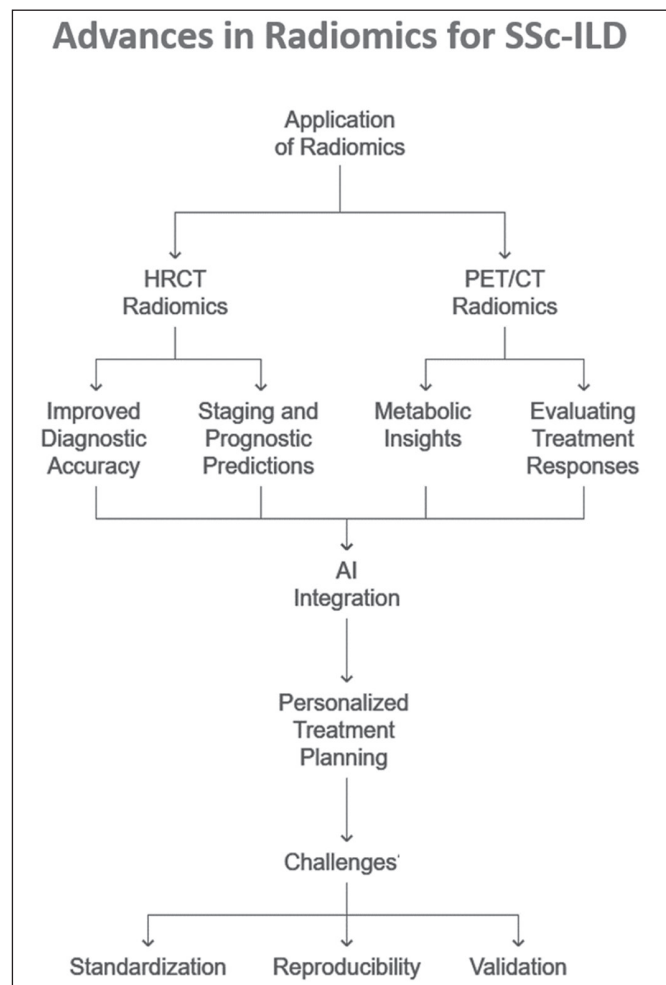 Advances in Radiomics for SSc-ILD
Application
of Radiomics
HRCT
Radiomics
PET/CT
Radiomics
Improved
Diagnostic
Accuracy
Staging and
Prognostic
Predictions
Metabolic
Insights
Evaluating
Treatment
Responses
AI
Integration
Personalized
Treatment
Planning
Challenges
Standardization
Reproducibility
Validation